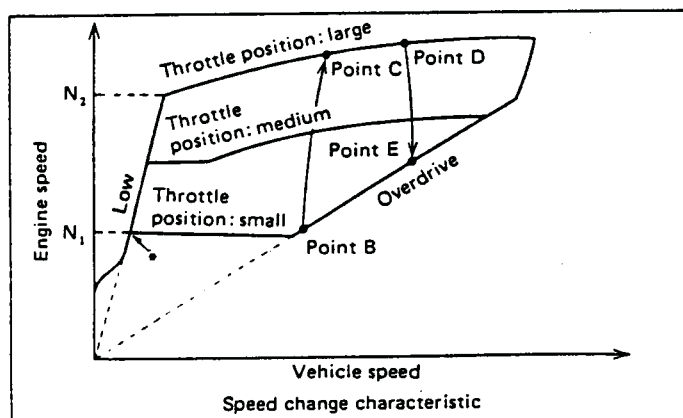 Throttle position: large
Point C
Point D
N₂
Throttle
position: medium
Point E
Engine speed
Low
Throttle
position: small
Overdrive
N₁
Point B
*
Vehicle speed
Speed change characteristic